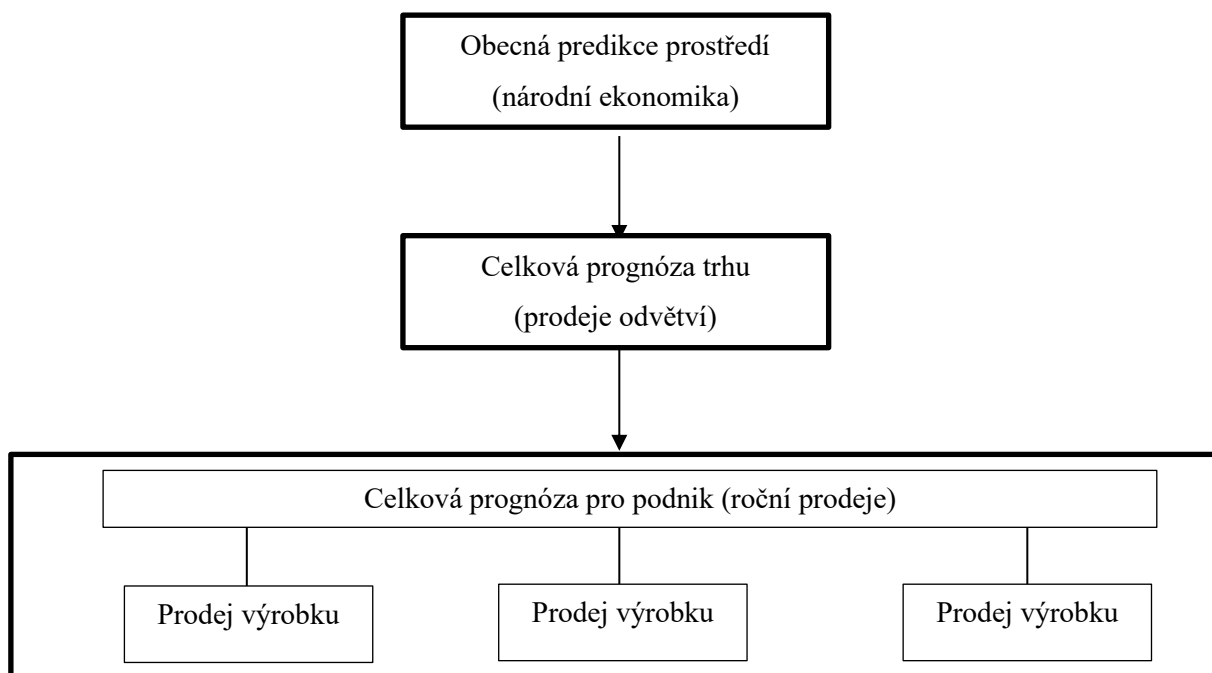 Obecná predikce prostředí
(národní ekonomika)
Celková prognóza trhu
(prodeje odvětví)
Celková prognóza pro podnik (roční prodeje)
Prodej výrobku
Prodej výrobku
Prodej výrobku